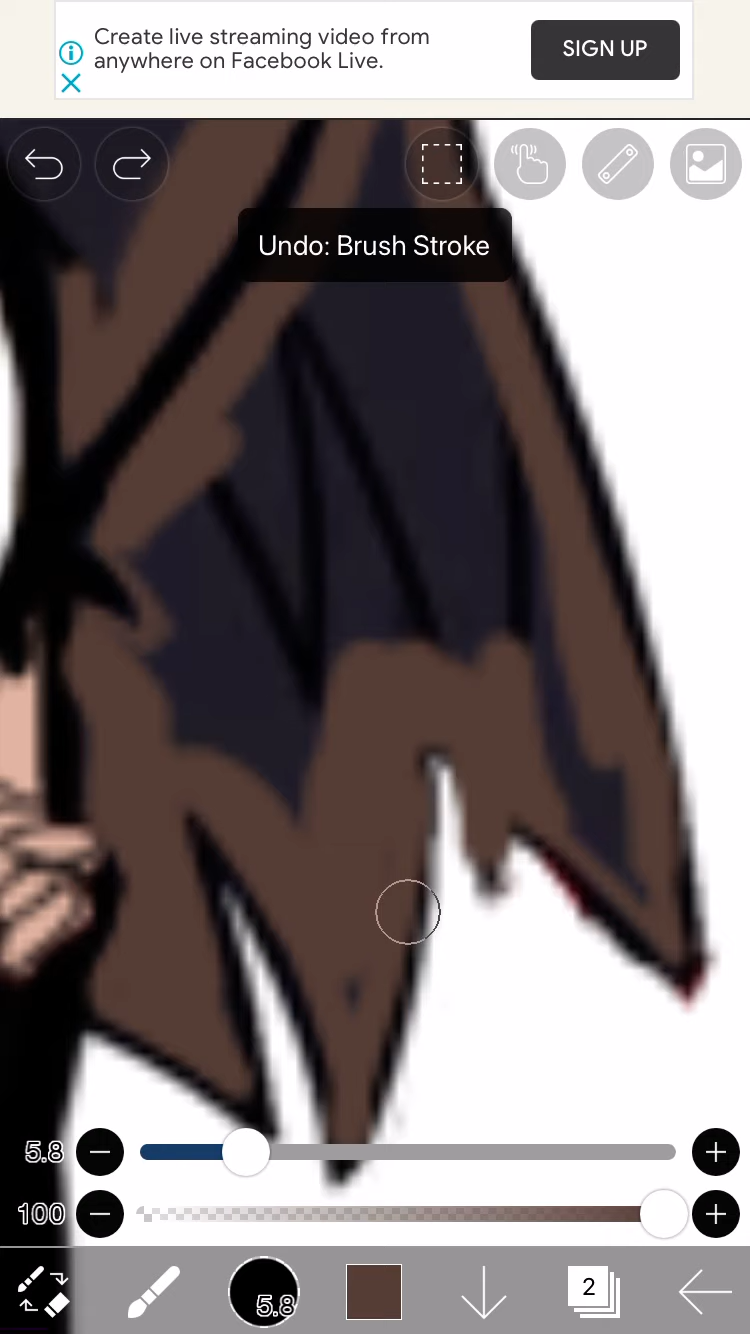 Create live streaming video from
anywhere on Facebook Live.
SIGN UP
Undo: Brush Stroke
5.8
100
5.8
2